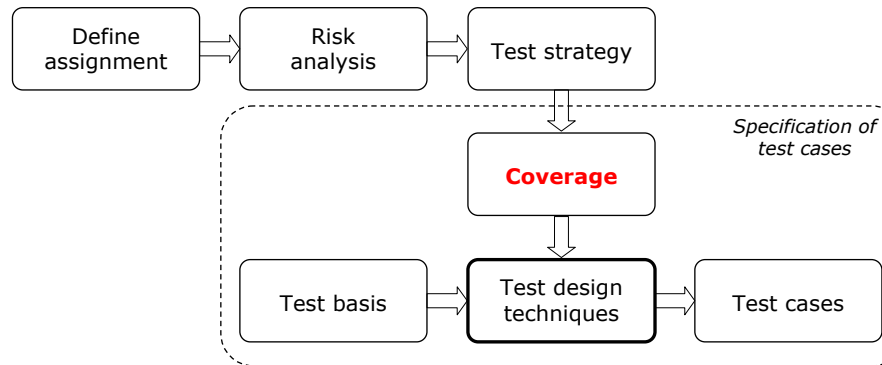 Define
assignment
Risk
analysis
Test strategy
Specification of
test cases
Coverage
Test basis
Test design
techniques
Test cases